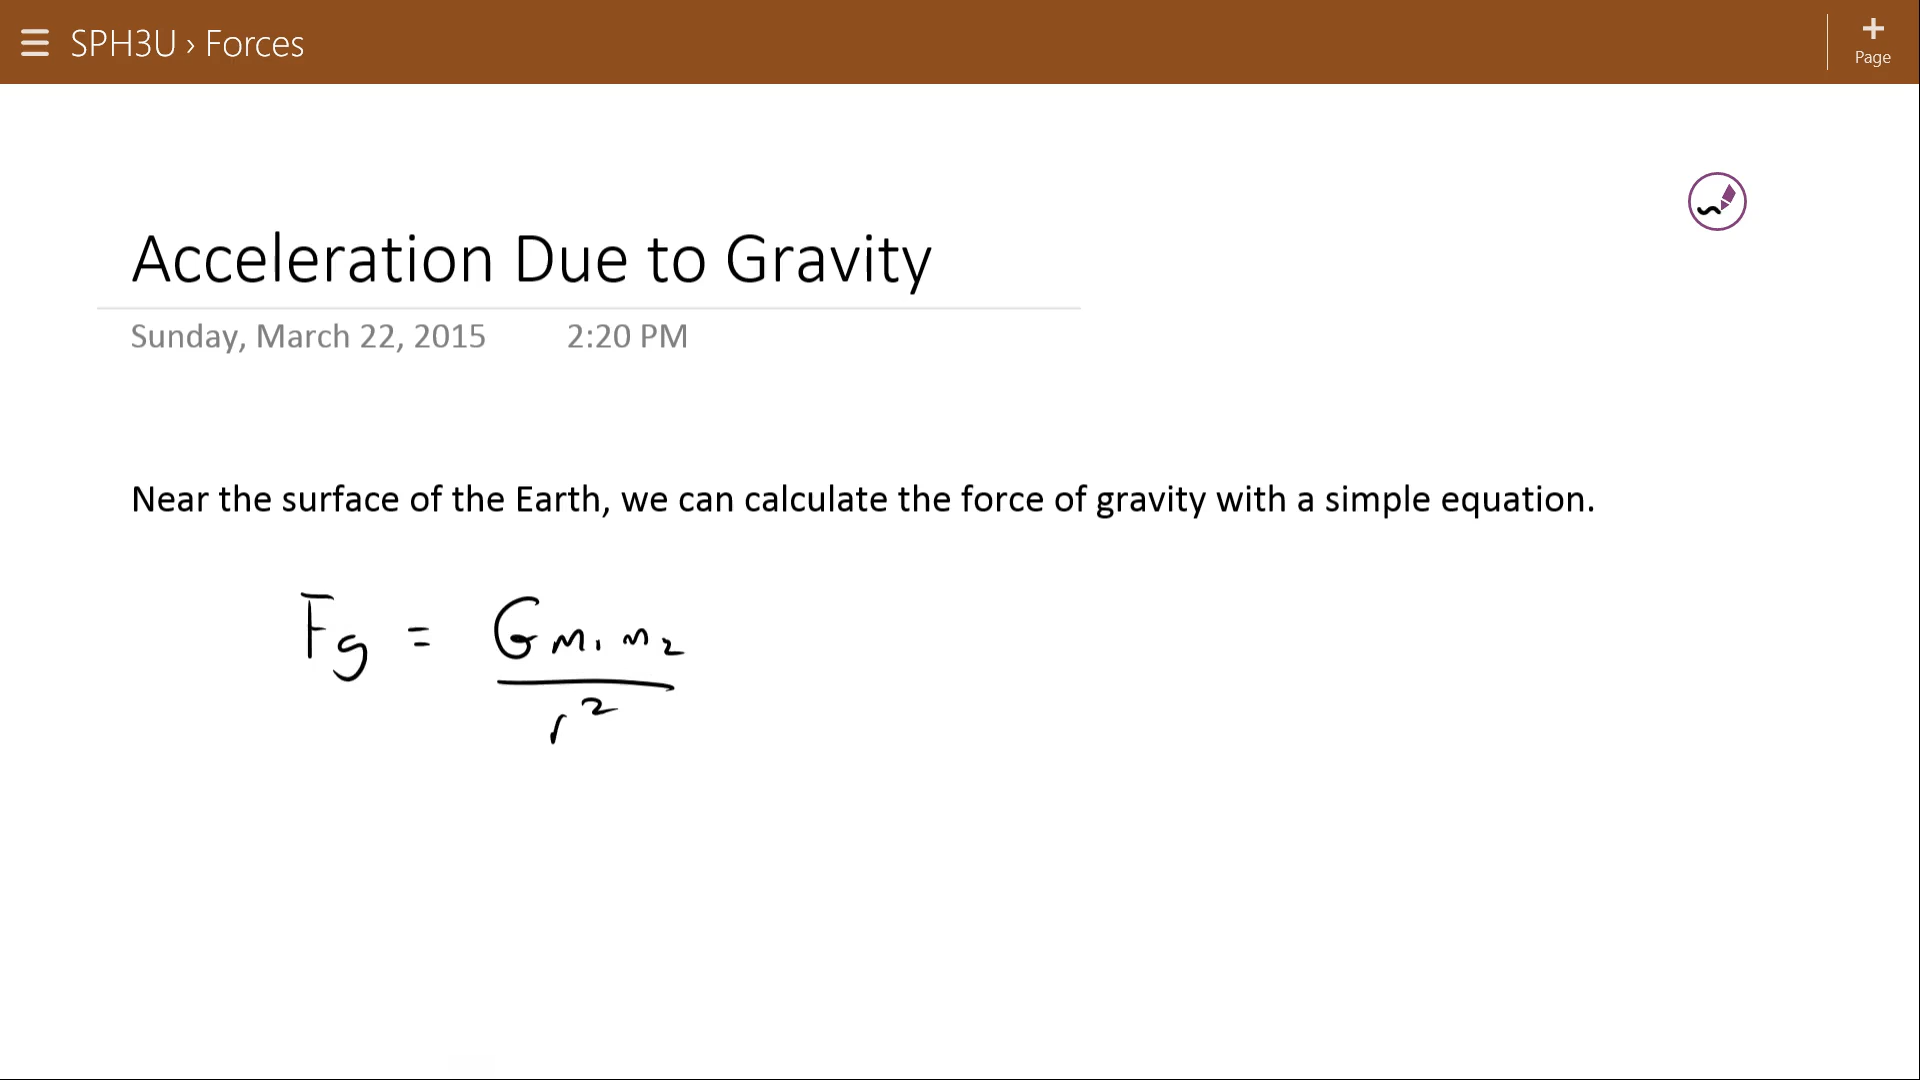 SPH3U › Forces
+
Page
Acceleration Due to Gravity
Sunday, March 22, 2015 2:20 PM
Near the surface of the Earth, we can calculate the force of gravity with a simple equation.
Fg = Gm₁m₂
r²